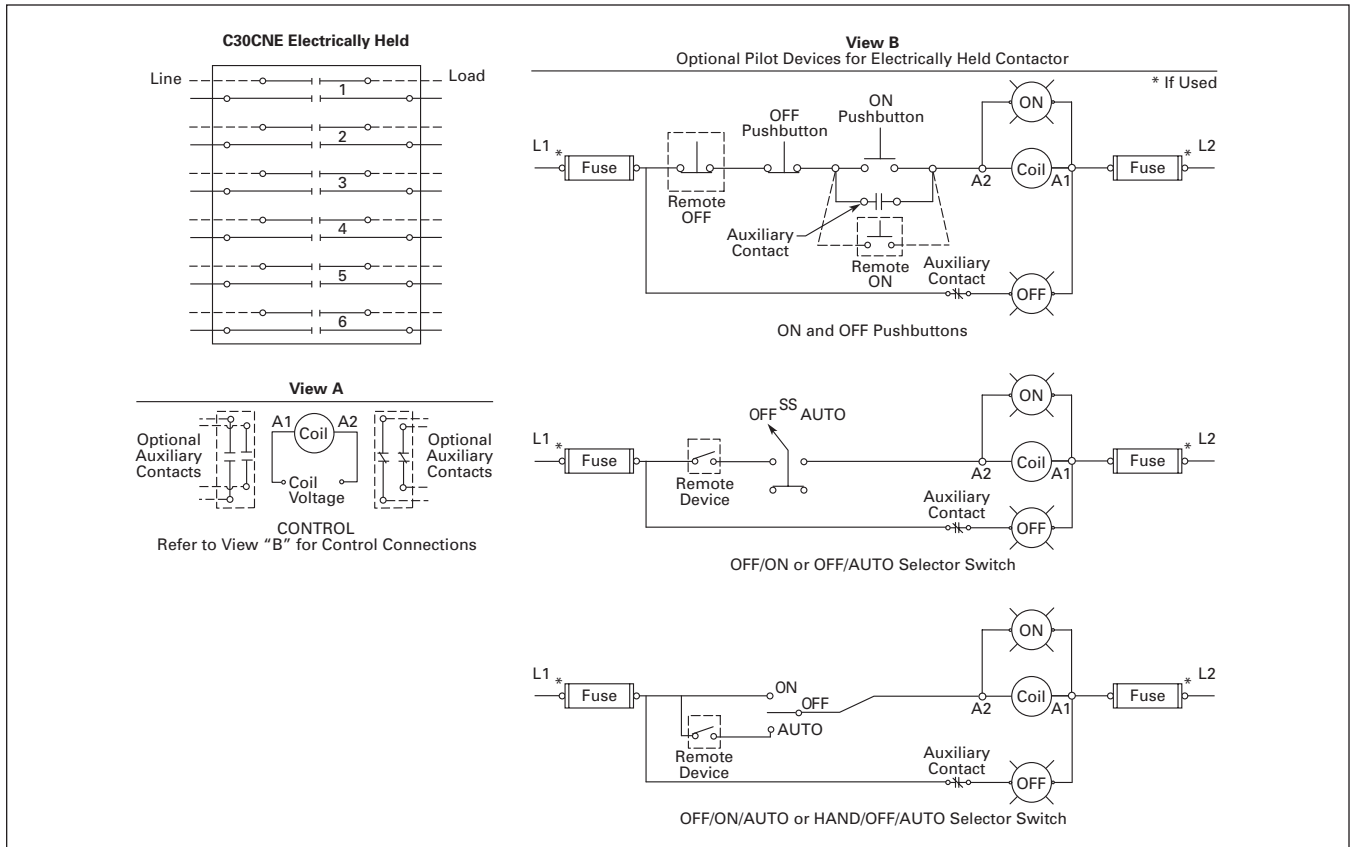 C30CNE Electrically Held
Line
Load
1
2
3
4
5
6
View A
Optional
Auxiliary
Contacts
A1
Coil
A2
Coil
Voltage
Optional
Auxiliary
Contacts
CONTROL
Refer to View "B" for Control Connections
View B
Optional Pilot Devices for Electrically Held Contactor
* If Used
L1
*
Fuse
Remote
OFF
OFF
Pushbutton
ON
Pushbutton
Auxiliary
Contact
Remote
ON
ON
A2
Coil
A1
Fuse
*
L2
Auxiliary
Contact
OFF
ON and OFF Pushbuttons
L1
*
Fuse
Remote
Device
OFF
SS
AUTO
ON
A2
Coil
A1
Fuse
*
L2
Auxiliary
Contact
OFF
OFF/ON or OFF/AUTO Selector Switch
L1
*
Fuse
Remote
Device
ON
OFF
AUTO
ON
A2
Coil
A1
Fuse
*
L2
Auxiliary
Contact
OFF
OFF/ON/AUTO or HAND/OFF/AUTO Selector Switch